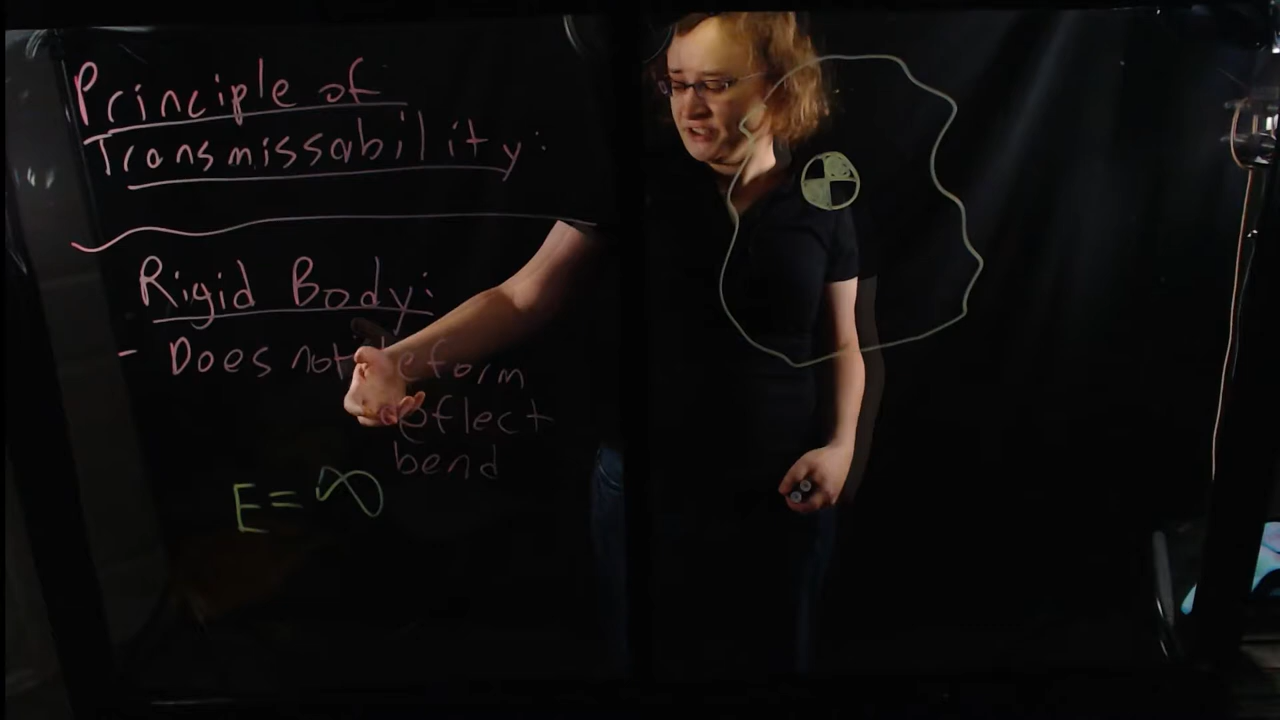 Principle of
Transmissability:
Rigid Body:
- Does not deform
deflect
bend
E = ∞